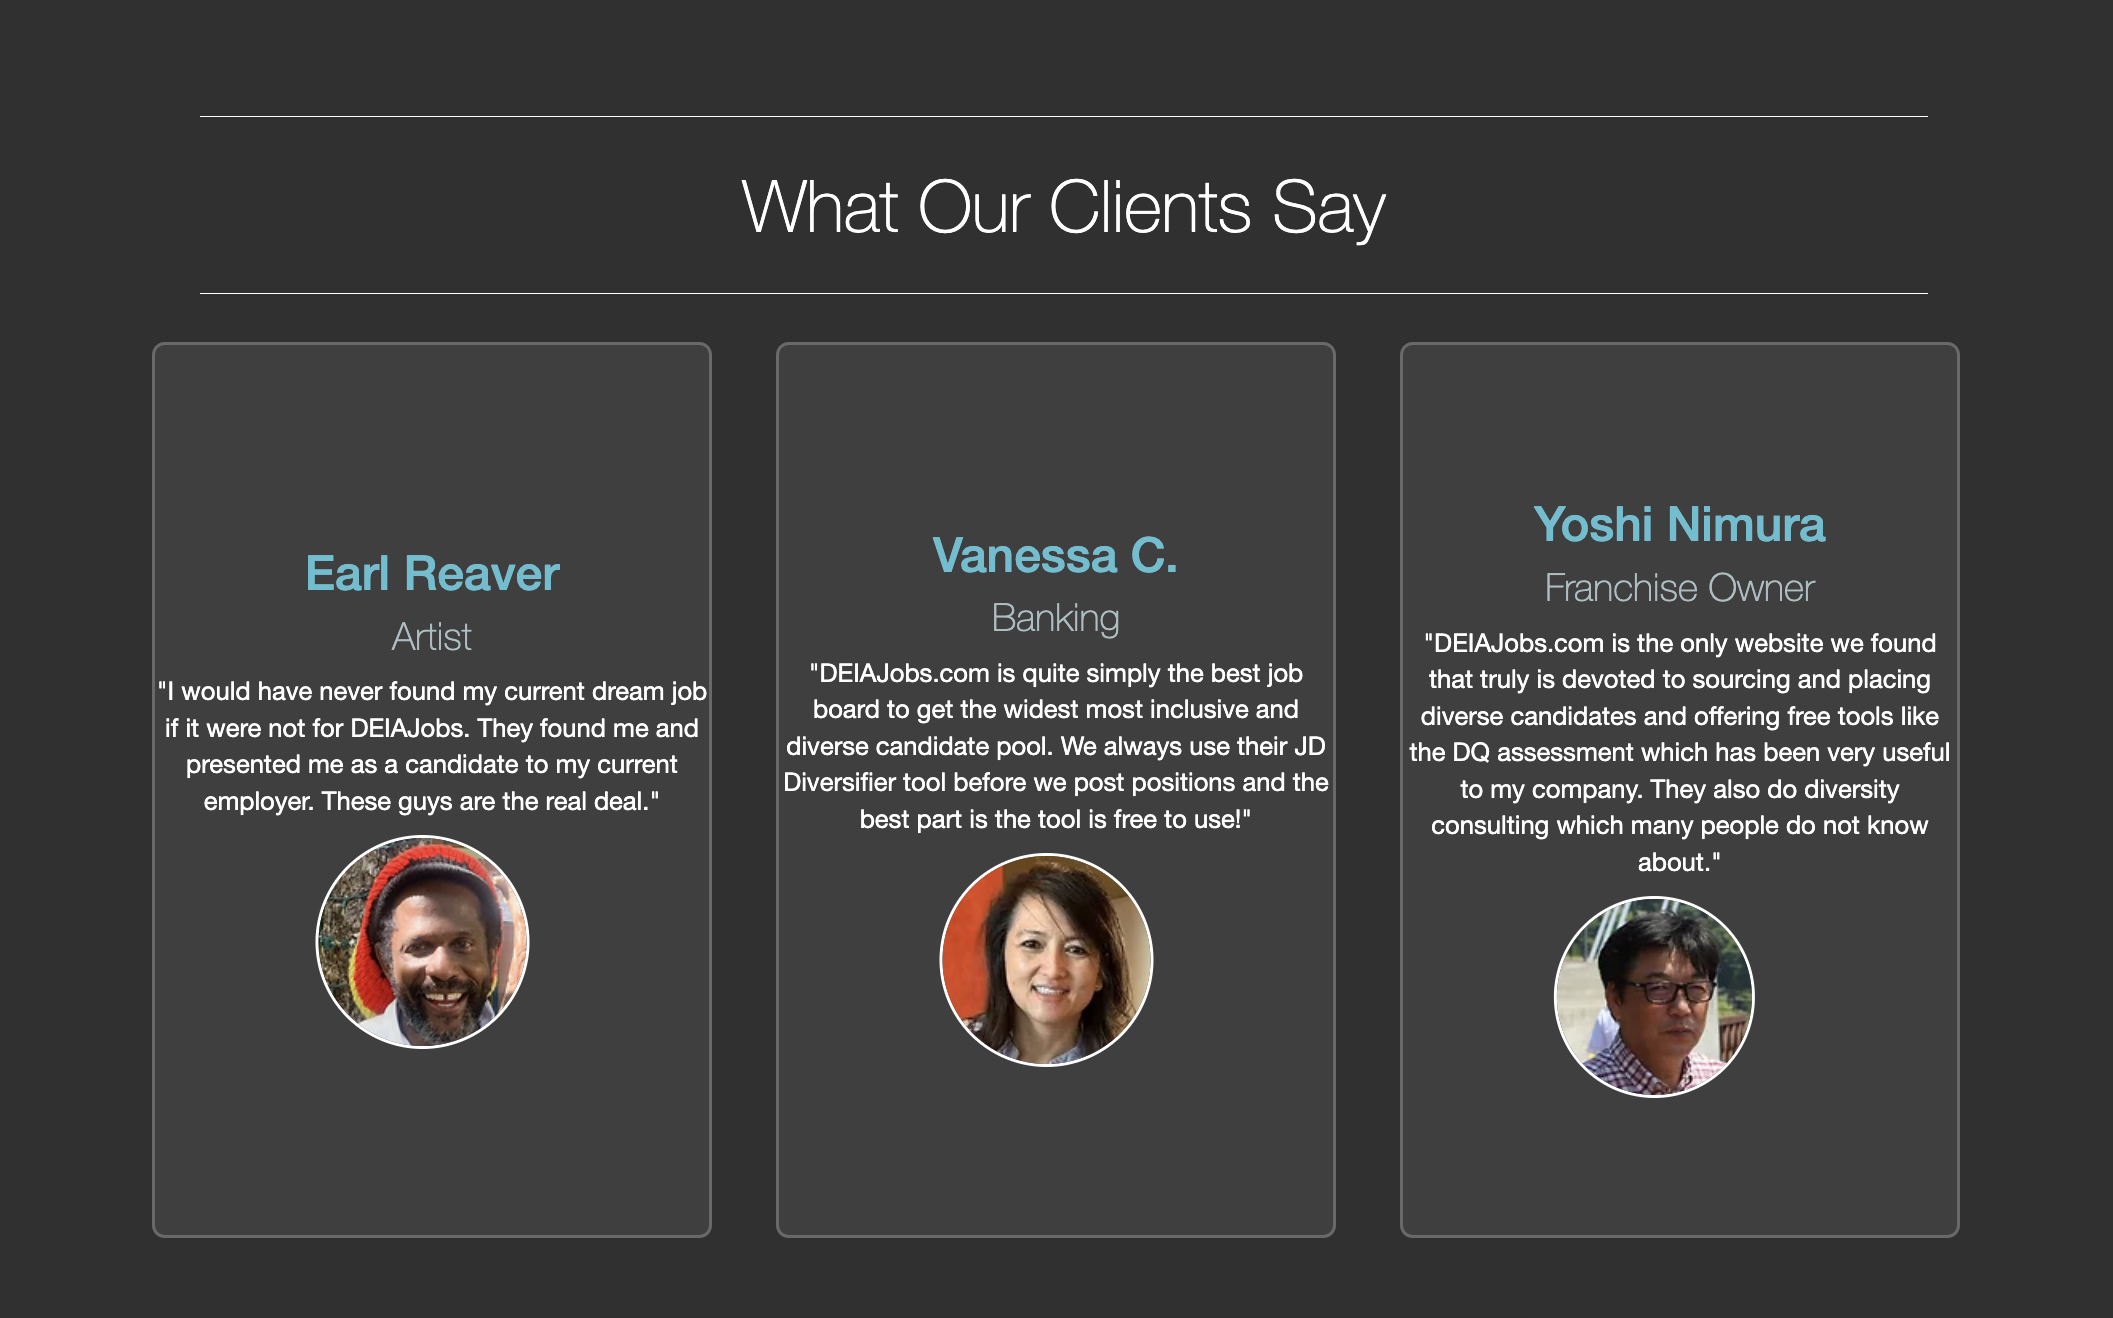 What Our Clients Say
Earl Reaver
Artist
"I would have never found my current dream job
if it were not for DEIAJobs. They found me and
presented me as a candidate to my current
employer. These guys are the real deal."
Vanessa C.
Banking
"DEIAJobs.com is quite simply the best job
board to get the widest most inclusive and
diverse candidate pool. We always use their JD
Diversifier tool before we post positions and the
best part is the tool is free to use!"
Yoshi Nimura
Franchise Owner
"DEIAJobs.com is the only website we found
that truly is devoted to sourcing and placing
diverse candidates and offering free tools like
the DQ assessment which has been very useful
to my company. They also do diversity
consulting which many people do not know
about."